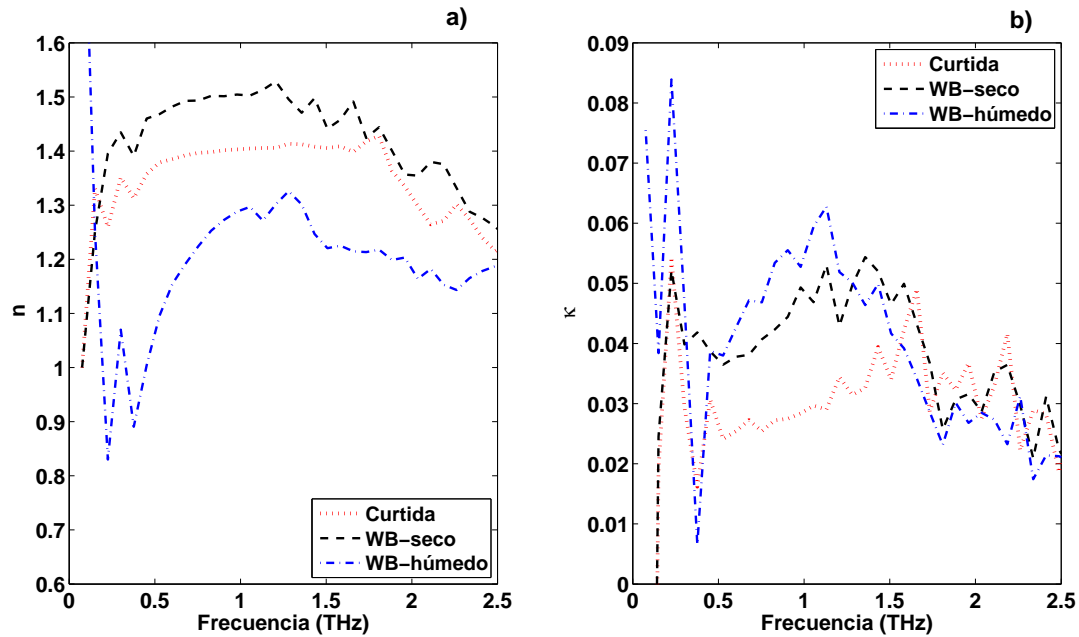 a)
1.6
1.5
1.4
1.3
1.2
1.1
1
0.9
0.8
0.7
0.6
n
0
0.5
1
1.5
2
2.5
Frecuencia (THz)
Curtida
WB-seco
WB-húmedo
b)
0.09
0.08
0.07
0.06
0.05
0.04
0.03
0.02
0.01
0
κ
0
0.5
1
1.5
2
2.5
Frecuencia (THz)
Curtida
WB-seco
WB-húmedo